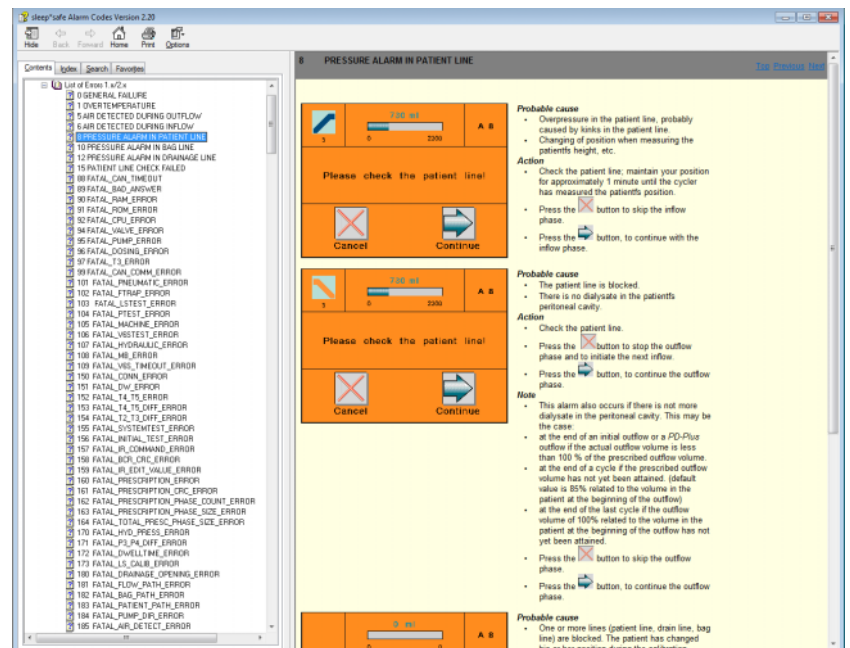 sleep*safe Alarm Codes Version 2.20
Hide Back Forward Home Print Options
Contents Index Search Favorites
List of Errors 1.x/2.x
0 GENERAL FAILURE
1 OVERTEMPERATURE
5 AIR DETECTED DURING OUTFLOW
6 AIR DETECTED DURING INFLOW
8 PRESSURE ALARM IN PATIENT LINE
10 PRESSURE ALARM IN BAG LINE
12 PRESSURE ALARM IN DRAINAGE LINE
15 PATIENT LINE CHECK FAILED
88 FATAL_CAN_TIMEOUT
89 FATAL_BAD_ANSWER
90 FATAL_RAM_ERROR
91 FATAL_ROM_ERROR
92 FATAL_CPU_ERROR
94 FATAL_VALVE_ERROR
95 FATAL_PUMP_ERROR
96 FATAL_DOSING_ERROR
97 FATAL_T3_ERROR
99 FATAL_CAN_COMM_ERROR
101 FATAL_PNEUMATIC_ERROR
102 FATAL_FTRAP_ERROR
103 FATAL_LSTEST_ERROR
104 FATAL_PTEST_ERROR
105 FATAL_MACHINE_ERROR
106 FATAL_V6STEST_ERROR
107 FATAL_HYDRAULIC_ERROR
108 FATAL_MB_ERROR
109 FATAL_V6S_TIMEOUT_ERROR
150 FATAL_CONN_ERROR
151 FATAL_DW_ERROR
152 FATAL_T4_T5_ERROR
153 FATAL_T4_T5_DIFF_ERROR
154 FATAL_T2_T3_DIFF_ERROR
155 FATAL_SYSTEMTEST_ERROR
156 FATAL_INITIAL_TEST_ERROR
157 FATAL_IR_COMMAND_ERROR
158 FATAL_BCR_CRC_ERROR
159 FATAL_IR_EDIT_VALUE_ERROR
160 FATAL_PRESCRIPTION_ERROR
161 FATAL_PRESCRIPTION_CRC_ERROR
162 FATAL_PRESCRIPTION_PHASE_COUNT_ERROR
163 FATAL_PRESCRIPTION_PHASE_SIZE_ERROR
164 FATAL_TOTAL_PRESC_PHASE_SIZE_ERROR
170 FATAL_HYD_PRESS_ERROR
171 FATAL_P3_P4_DIFF_ERROR
172 FATAL_DWELLTIME_ERROR
173 FATAL_LS_CALIB_ERROR
180 FATAL_DRAINAGE_OPENING_ERROR
181 FATAL_FLOW_PATH_ERROR
182 FATAL_BAG_PATH_ERROR
183 FATAL_PATIENT_PATH_ERROR
184 FATAL_PUMP_DIR_ERROR
185 FATAL_AIR_DETECT_ERROR
8 PRESSURE ALARM IN PATIENT LINE
Top Previous Next
700 ml
A 8
3 0 2300
Please check the patient line!
Cancel Continue
Probable cause
• Overpressure in the patient line, probably
caused by kinks in the patient line.
• Changing of position when measuring the
patientfs height, etc.
Action
• Check the patient line; maintain your position
for approximately 1 minute until the cycler
has measured the patientfs position.
• Press the button to skip the inflow
phase.
• Press the button, to continue with the
inflow phase.
700 ml
A 8
3 0 2300
Please check the patient line!
Cancel Continue
Probable cause
• The patient line is blocked.
• There is no dialysate in the patientfs
peritoneal cavity.
Action
• Check the patient line.
• Press the button to stop the outflow
phase and to initiate the next inflow.
• Press the button, to continue the outflow
phase.
Note
• This alarm also occurs if there is not more
dialysate in the peritoneal cavity. This may be
the case:
• at the end of an initial outflow or a PD-Plus
outflow if the actual outflow volume is less
than 100 % of the prescribed outflow volume.
• at the end of a cycle if the prescribed outflow
volume has not yet been attained. (default
value is 85% related to the volume in the
patient at the beginning of the outflow)
• at the end of the last cycle if the outflow
volume of 100% related to the volume in the
patient at the beginning of the outflow has not
yet been attained.
• Press the button to skip the outflow
phase.
• Press the button, to continue the outflow
phase.
0 ml
A 8
0 0
Probable cause
• One or more lines (patient line, drain line, bag
line) are blocked. The patient has changed
his or her position during the calibration